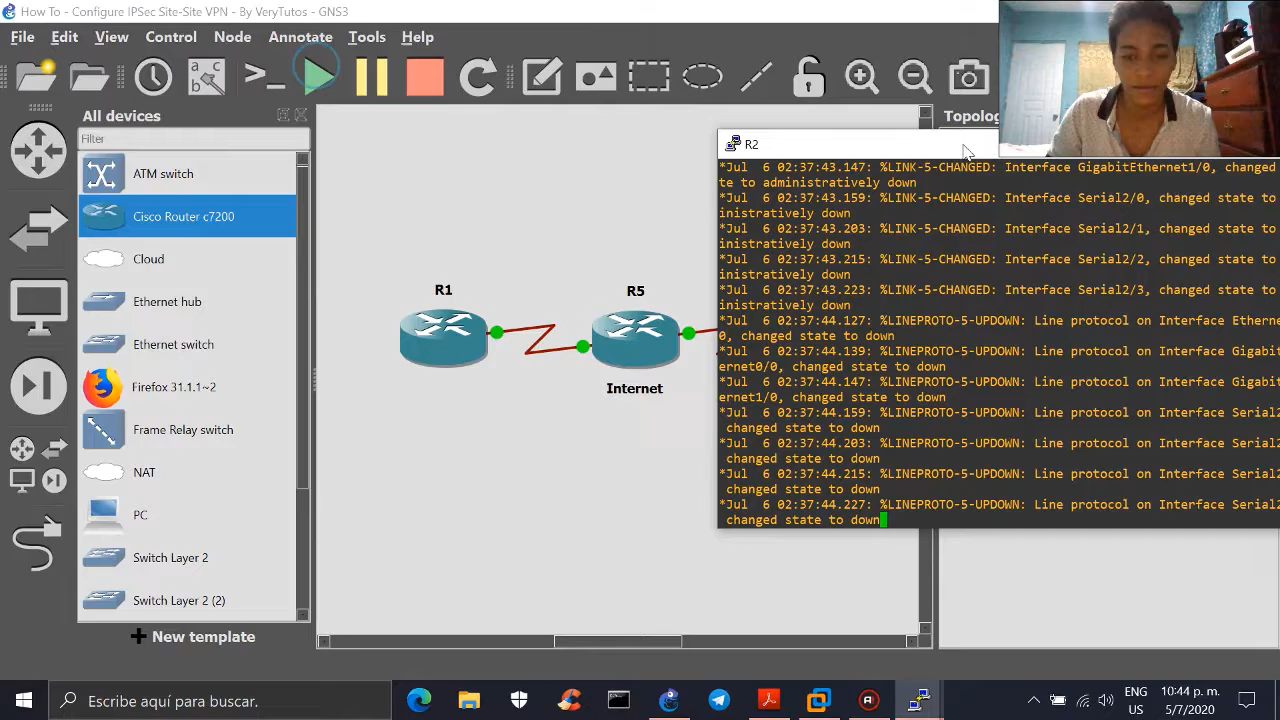 How To - Configure IPSec Site-Site VPN - By VeryTutos - GNS3
File Edit View Control Node Annotate Tools Help
All devices
Filter
ATM switch
Cisco Router c7200
Cloud
Ethernet hub
Ethernet switch
Firefox 31.1.1~2
Frame Relay switch
NAT
PC
Switch Layer 2
Switch Layer 2 (2)
New template
R1
R5
Internet
Topolog
R2
*Jul  6 02:37:43.147: %LINK-5-CHANGED: Interface GigabitEthernet1/0, changed
te to administratively down
*Jul  6 02:37:43.159: %LINK-5-CHANGED: Interface Serial2/0, changed state to
inistratively down
*Jul  6 02:37:43.203: %LINK-5-CHANGED: Interface Serial2/1, changed state to
inistratively down
*Jul  6 02:37:43.215: %LINK-5-CHANGED: Interface Serial2/2, changed state to
inistratively down
*Jul  6 02:37:43.223: %LINK-5-CHANGED: Interface Serial2/3, changed state to
inistratively down
*Jul  6 02:37:44.127: %LINEPROTO-5-UPDOWN: Line protocol on Interface Etherne
0, changed state to down
*Jul  6 02:37:44.139: %LINEPROTO-5-UPDOWN: Line protocol on Interface Gigabit
ernet0/0, changed state to down
*Jul  6 02:37:44.147: %LINEPROTO-5-UPDOWN: Line protocol on Interface Gigabit
ernet1/0, changed state to down
*Jul  6 02:37:44.159: %LINEPROTO-5-UPDOWN: Line protocol on Interface Serial2
changed state to down
*Jul  6 02:37:44.203: %LINEPROTO-5-UPDOWN: Line protocol on Interface Serial2
changed state to down
*Jul  6 02:37:44.215: %LINEPROTO-5-UPDOWN: Line protocol on Interface Serial2
changed state to down
*Jul  6 02:37:44.227: %LINEPROTO-5-UPDOWN: Line protocol on Interface Serial2
changed state to down
Escribe aquí para buscar.
ENG
US
10:44 p. m.
5/7/2020